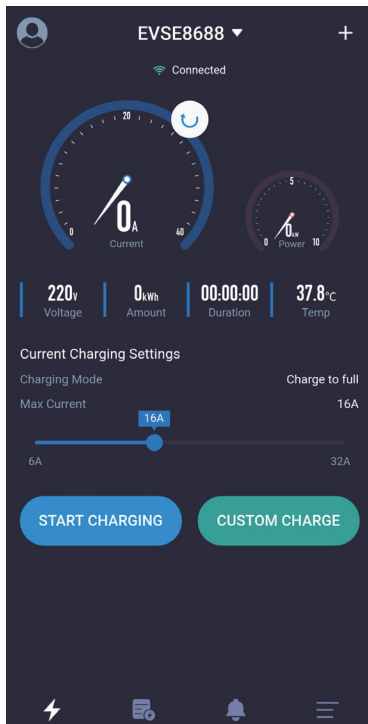 EVSE8688 ▼ +
Connected
20
0 40
0A
Current
5
0 10
0kW
Power
220V 0kWh 00:00:00 37.8°C
Voltage Amount Duration Temp
Current Charging Settings
Charging Mode Charge to full
Max Current 16A
16A
6A 32A
START CHARGING CUSTOM CHARGE